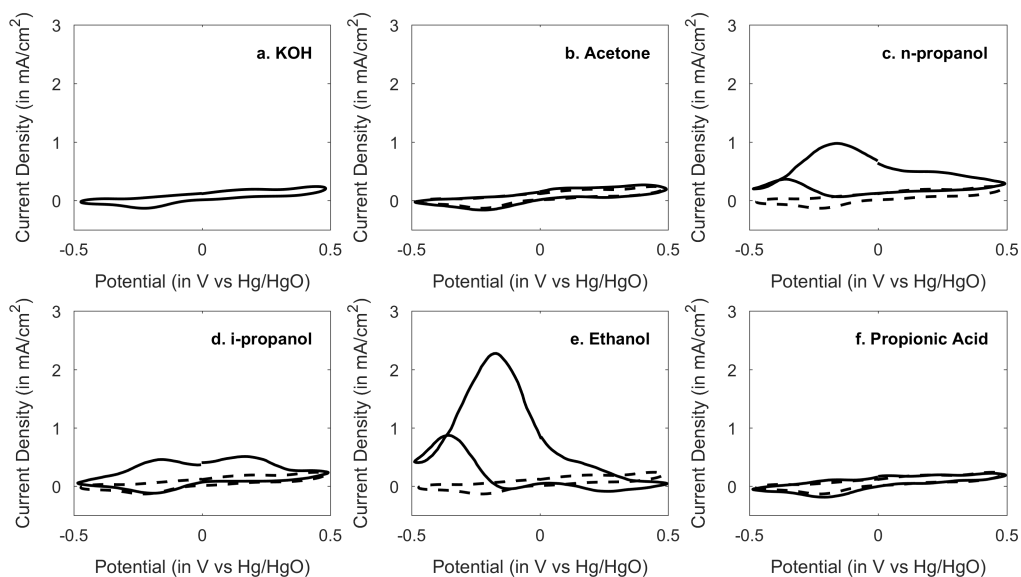 a. KOH
3
2
1
0
-0.5
0
0.5
Current Density (in mA/cm²)
Potential (in V vs Hg/HgO)
b. Acetone
3
2
1
0
-0.5
0
0.5
Current Density (in mA/cm²)
Potential (in V vs Hg/HgO)
c. n-propanol
3
2
1
0
-0.5
0
0.5
Current Density (in mA/cm²)
Potential (in V vs Hg/HgO)
d. i-propanol
3
2
1
0
-0.5
0
0.5
Current Density (in mA/cm²)
Potential (in V vs Hg/HgO)
e. Ethanol
3
2
1
0
-0.5
0
0.5
Current Density (in mA/cm²)
Potential (in V vs Hg/HgO)
f. Propionic Acid
3
2
1
0
-0.5
0
0.5
Current Density (in mA/cm²)
Potential (in V vs Hg/HgO)